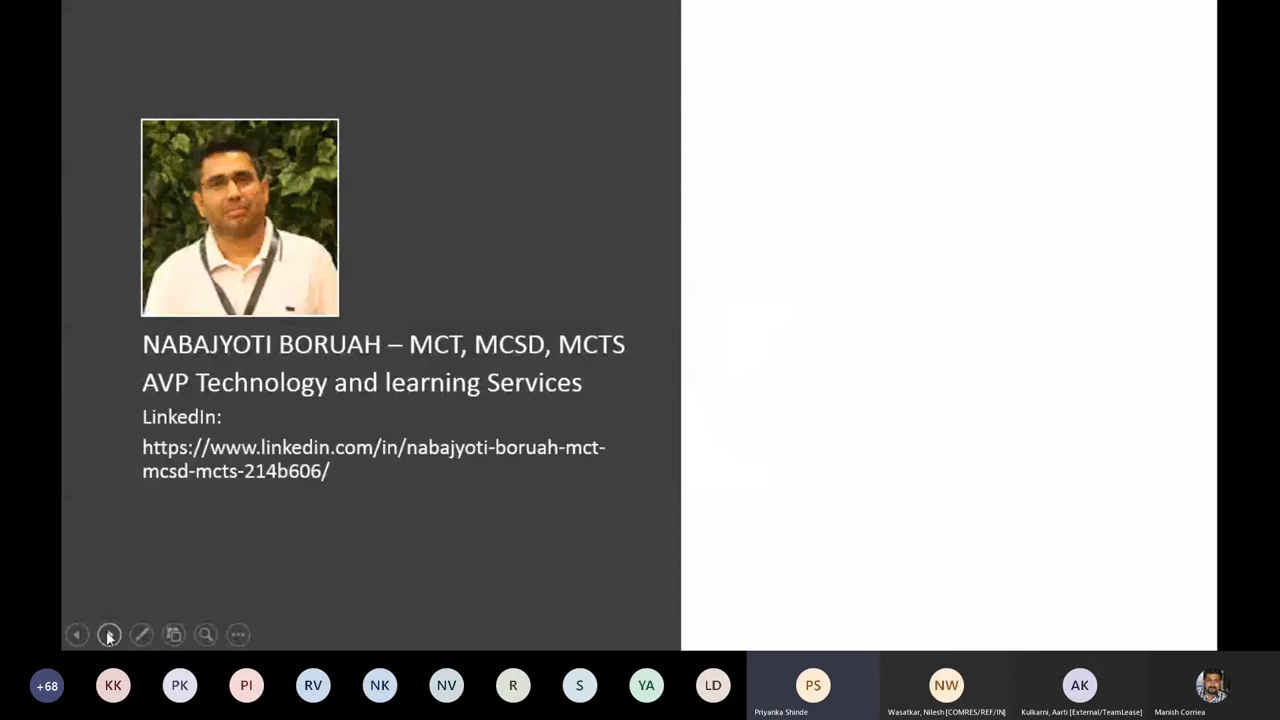 NABAJYOTI BORUAH – MCT, MCSD, MCTS
AVP Technology and learning Services
LinkedIn:
https://www.linkedin.com/in/nabajyoti-boruah-mct-
mcsd-mcts-214b606/
+68
KK
PK
PI
RV
NK
NV
R
S
YA
LD
PS
NW
AK
Priyanka Shinde
Wasatkar, Nilesh [COMRES/REF/IN]
Kulkarni, Aarti [External/TeamLease]
Manish Correa